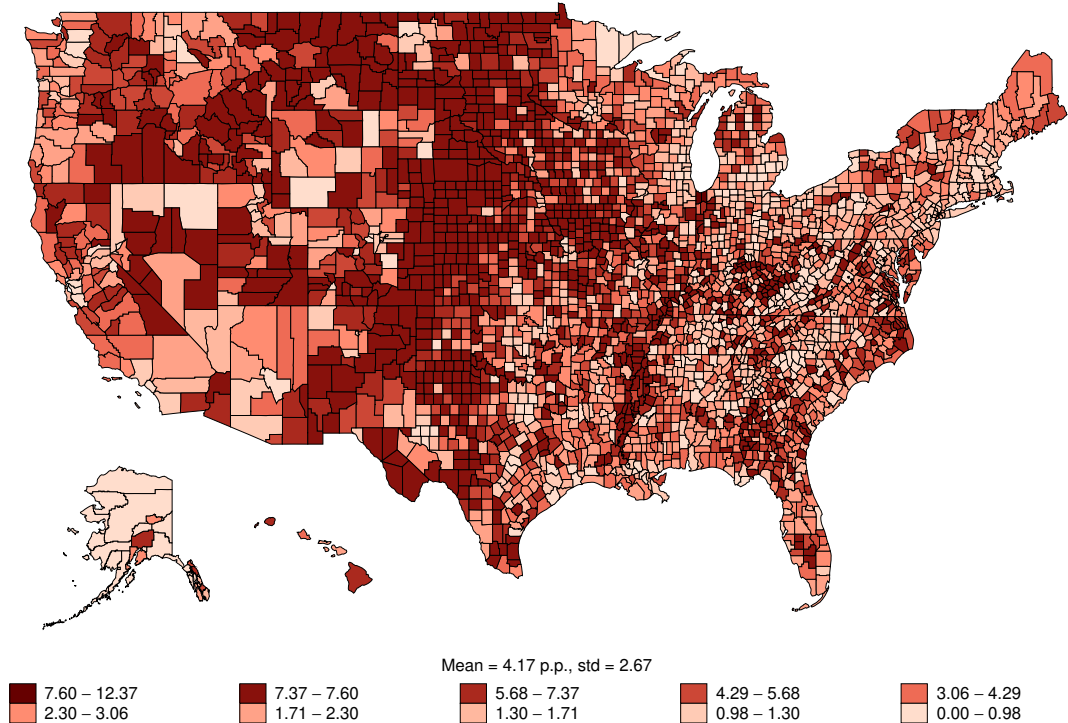 Mean = 4.17 p.p., std = 2.67
7.60 – 12.37 7.37 – 7.60 5.68 – 7.37 4.29 – 5.68 3.06 – 4.29
2.30 – 3.06 1.71 – 2.30 1.30 – 1.71 0.98 – 1.30 0.00 – 0.98